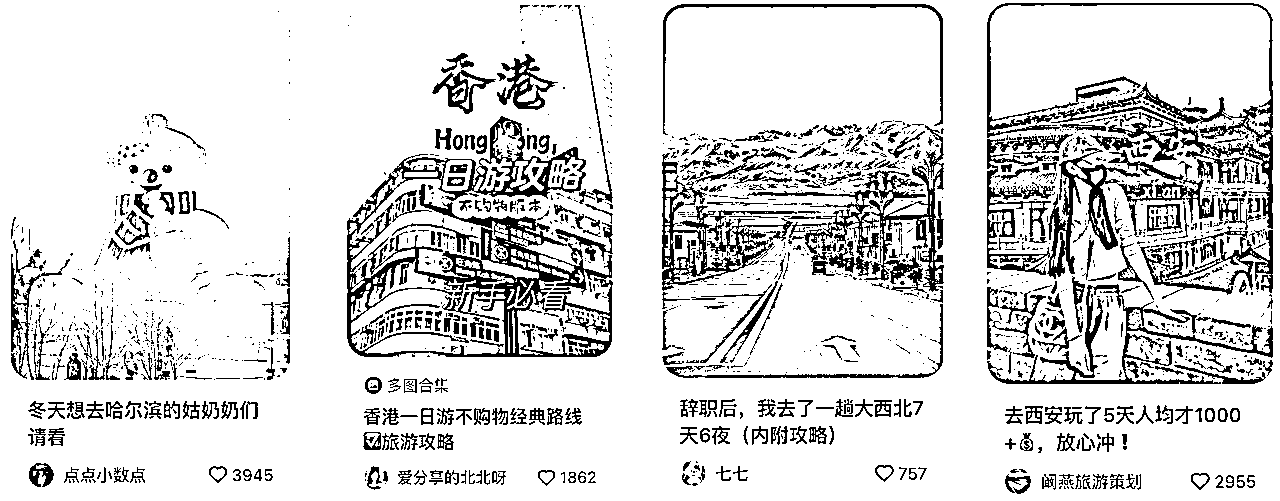 冬天想去哈尔滨的姑奶奶们
请看
点点小数点
3945
香港
日游攻略
不购物版本
新手必看
多图合集
香港一日游不购物经典路线
旅游攻略
爱分享的北北呀
1862
辞职后，我去了一趟大西北7
天6夜（内附攻略）
七七
757
去西安玩了5天人均才1000
+💰，放心冲！
阚燕旅游策划
2955